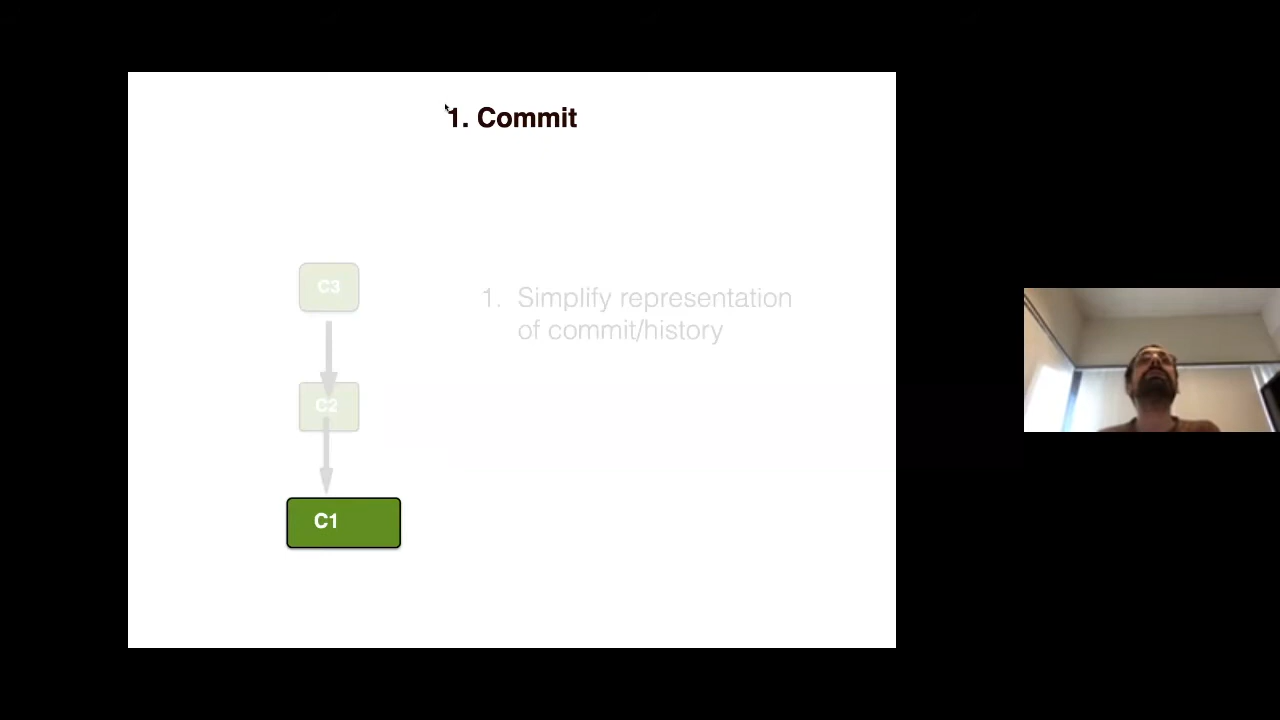 1. Commit
C3
1. Simplify representation
of commit/history
C2
C1